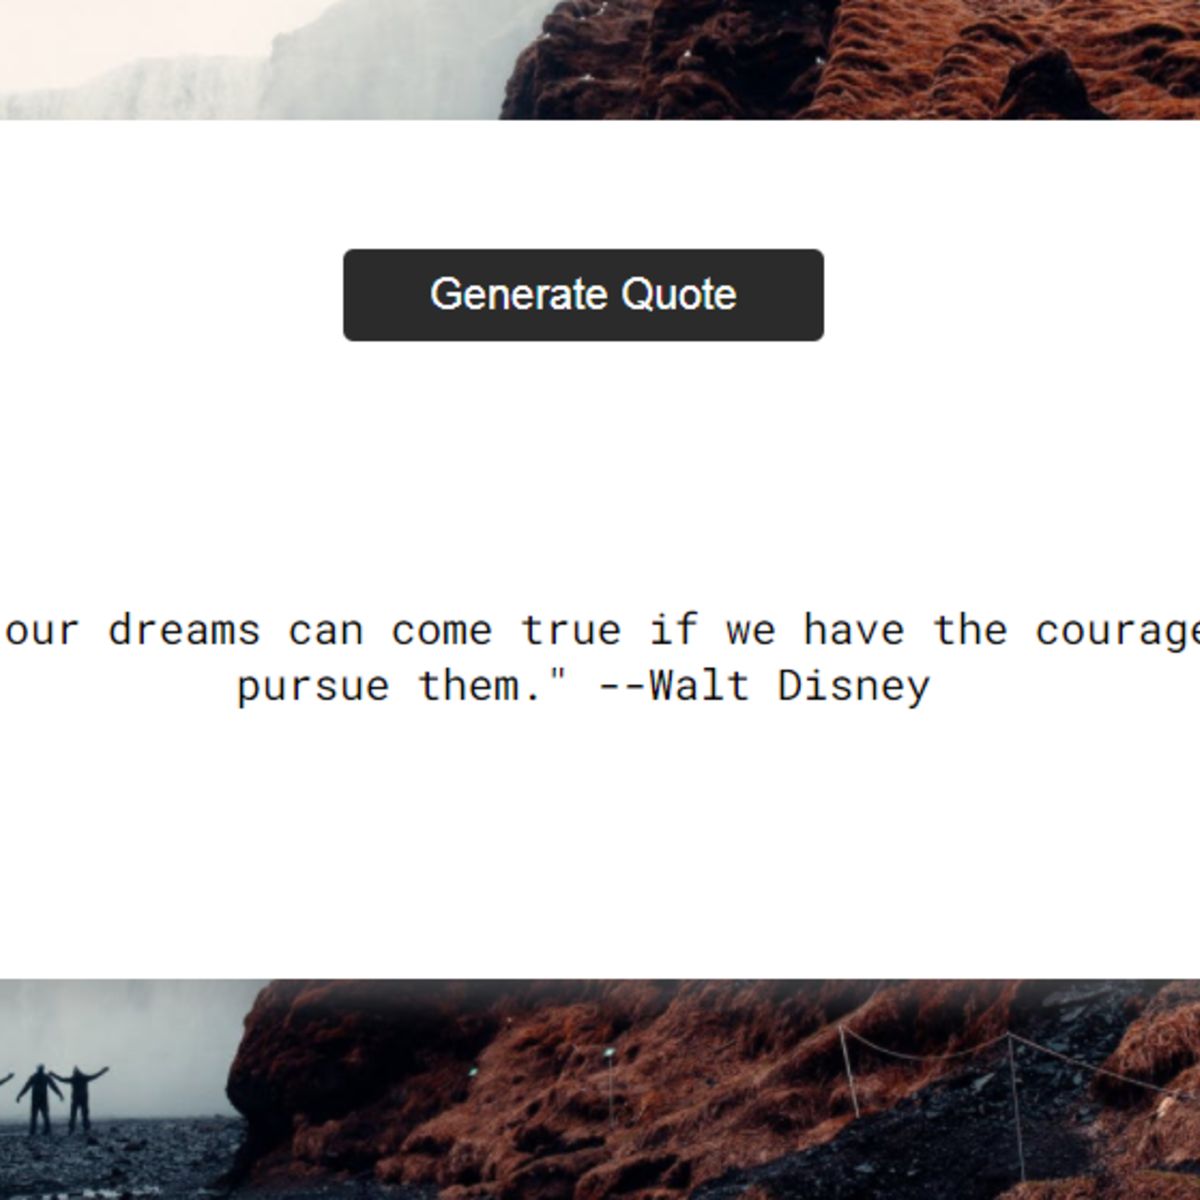 Generate Quote
our dreams can come true if we have the courage
pursue them." --Walt Disney